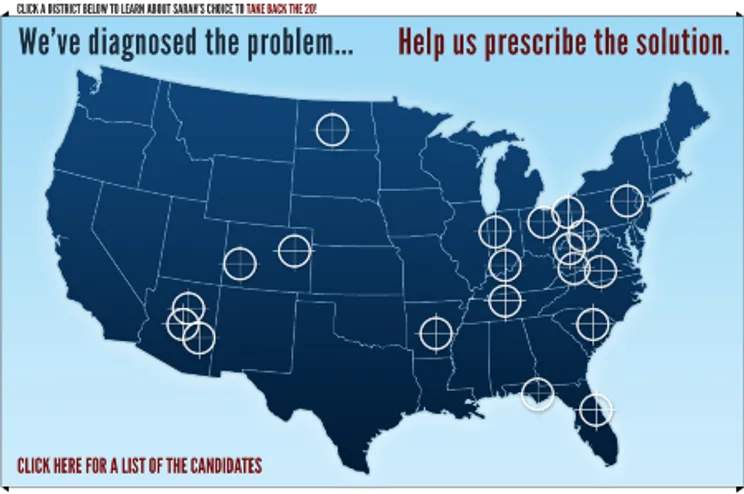 CLICK A DISTRICT BELOW TO LEARN ABOUT SARAH'S CHOICE TO TAKE BACK THE 20!
We've diagnosed the problem... Help us prescribe the solution.
CLICK HERE FOR A LIST OF THE CANDIDATES